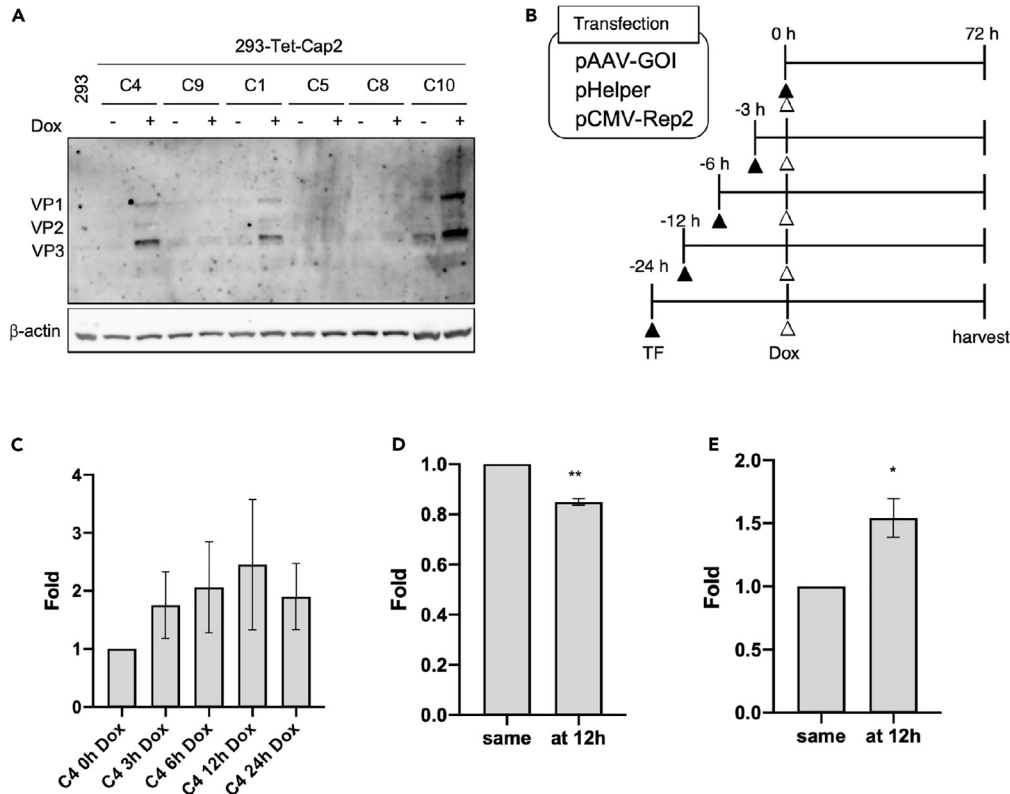 A
293-Tet-Cap2
293
C4 C9 C1 C5 C8 C10
Dox - + - + - + - + - + - +
VP1
VP2
VP3
β-actin
B
Transfection
pAAV-GOI
pHelper
pCMV-Rep2
0 h 72 h
-3 h
-6 h
-12 h
-24 h
TF Dox harvest
C
Fold
4
3
2
1
0
C4 0h Dox
C4 3h Dox
C4 6h Dox
C4 12h Dox
C4 24h Dox
D
Fold
1.0
0.8
0.6
0.4
0.2
0.0
**
same at 12h
E
Fold
2.0
1.5
1.0
0.5
0.0
*
same at 12h